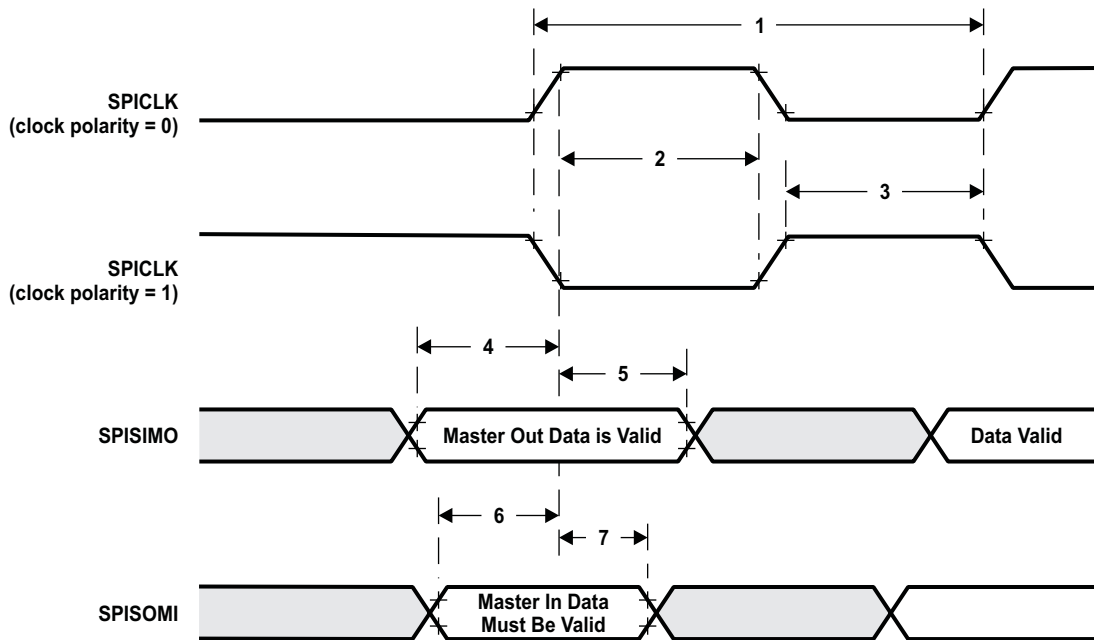 1
SPICLK
(clock polarity = 0)
2
3
SPICLK
(clock polarity = 1)
4
5
SPISIMO
Master Out Data is Valid
Data Valid
6
7
SPISOMI
Master In Data
Must Be Valid